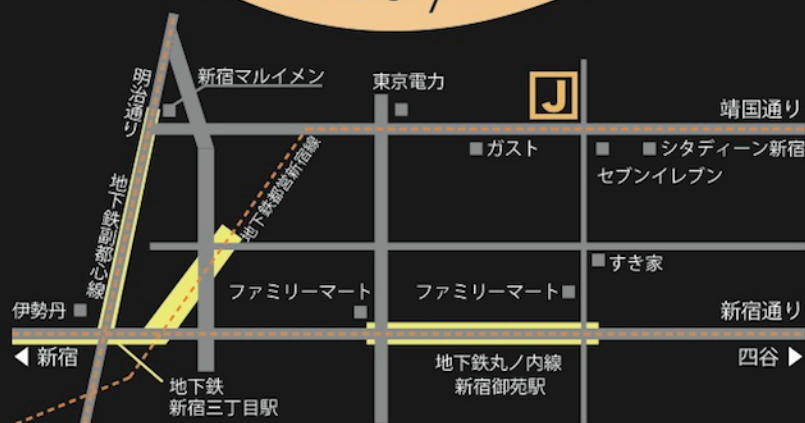 新宿マルイメン
東京電力
J
明治通り
靖国通り
ガスト
シタディーン新宿
セブンイレブン
地下鉄都営新宿線
地下鉄副都心線
すき家
ファミリーマート
ファミリーマート
伊勢丹
新宿通り
新宿
地下鉄丸ノ内線
新宿御苑駅
四谷
地下鉄
新宿三丁目駅